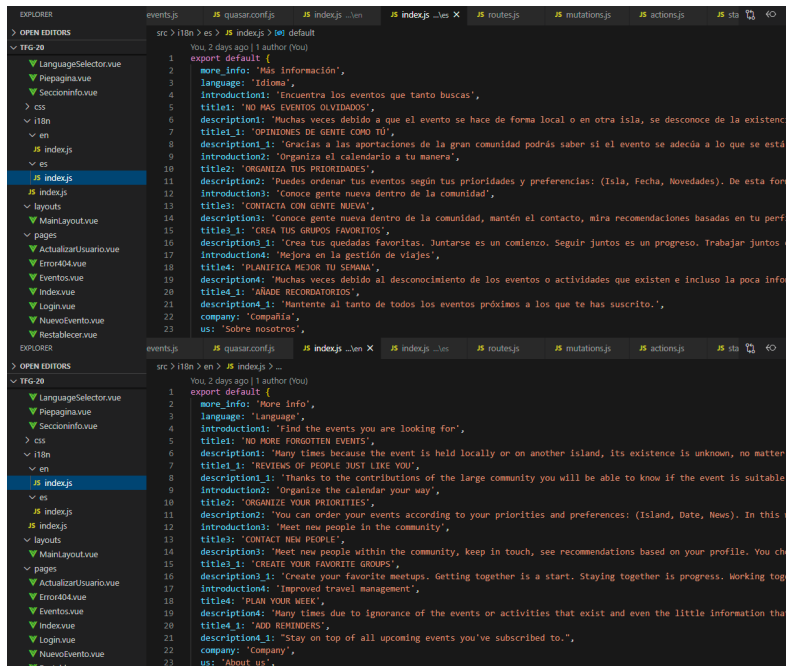 EXPLORER
events.js JS quasar.conf.js JS index.js ...\en JS index.js ...\es × JS routes.js JS mutations.js JS actions.js JS sta
> OPEN EDITORS
src > i18n > es > JS index.js > default
TFG-20
You, 2 days ago | 1 author (You)
LanguageSelector.vue
Piepagina.vue
Seccioninfo.vue
> css
i18n
en
JS index.js
es
JS index.js
JS index.js
layouts
MainLayout.vue
pages
ActualizarUsuario.vue
Error404.vue
Eventos.vue
Index.vue
Login.vue
NuevoEvento.vue
Restablecer.vue
1 export default {
2 more_info: 'Más información',
3 language: 'Idioma',
4 introduction1: 'Encuentra los eventos que tanto buscas',
5 title1: 'NO MAS EVENTOS OLVIDADOS',
6 description1: 'Muchas veces debido a que el evento se hace de forma local o en otra isla, se desconoce de la existenc
7 title1_1: 'OPINIONES DE GENTE COMO TÚ',
8 description1_1: 'Gracias a las aportaciones de la gran comunidad podrás saber si el evento se adecúa a lo que se está
9 introduction2: 'Organiza el calendario a tu manera',
10 title2: 'ORGANIZA TUS PRIORIDADES',
11 description2: 'Puedes ordenar tus eventos según tus prioridades y preferencias: (Isla, Fecha, Novedades). De esta for
12 introduction3: 'Conoce gente nueva dentro de la comunidad',
13 title3: 'CONTACTA CON GENTE NUEVA',
14 description3: 'Conoce gente nueva dentro de la comunidad, mantén el contacto, mira recomendaciones basadas en tu perf
15 title3_1: 'CREA TUS GRUPOS FAVORITOS',
16 description3_1: 'Crea tus quedadas favoritas. Juntarse es un comienzo. Seguir juntos es un progreso. Trabajar juntos
17 introduction4: 'Mejora en la gestión de viajes',
18 title4: 'PLANIFICA MEJOR TU SEMANA',
19 description4: 'Muchas veces debido al desconocimiento de los eventos o actividades que existen e incluso la poca info
20 title4_1: 'AÑADE RECORDATORIOS',
21 description4_1: 'Mantente al tanto de todos los eventos próximos a los que te has suscrito.',
22 company: 'Compañía',
23 us: 'Sobre nosotros',
EXPLORER
events.js JS quasar.conf.js JS index.js ...\en × JS index.js ...\es JS routes.js JS mutations.js JS actions.js JS sta
> OPEN EDITORS
src > i18n > en > JS index.js > ...
TFG-20
You, 2 days ago | 1 author (You)
LanguageSelector.vue
Piepagina.vue
Seccioninfo.vue
> css
i18n
en
JS index.js
es
JS index.js
JS index.js
layouts
MainLayout.vue
pages
ActualizarUsuario.vue
Error404.vue
Eventos.vue
Index.vue
Login.vue
NuevoEvento.vue
1 export default {
2 more_info: 'More info',
3 language: 'Language',
4 introduction1: 'Find the events you are looking for',
5 title1: 'NO MORE FORGOTTEN EVENTS',
6 description1: 'Many times because the event is held locally or on another island, its existence is unknown, no matter
7 title1_1: 'REVIEWS OF PEOPLE JUST LIKE YOU',
8 description1_1: 'Thanks to the contributions of the large community you will be able to know if the event is suitable
9 introduction2: 'Organize the calendar your way',
10 title2: 'ORGANIZE YOUR PRIORITIES',
11 description2: 'You can order your events according to your priorities and preferences: (Island, Date, News). In this
12 introduction3: 'Meet new people in the community',
13 title3: 'CONTACT NEW PEOPLE',
14 description3: 'Meet new people within the community, keep in touch, see recommendations based on your profile. You ch
15 title3_1: 'CREATE YOUR FAVORITE GROUPS',
16 description3_1: 'Create your favorite meetups. Getting together is a start. Staying together is progress. Working tog
17 introduction4: 'Improved travel management',
18 title4: 'PLAN YOUR WEEK',
19 description4: 'Many times due to ignorance of the events or activities that exist and even the little information tha
20 title4_1: 'ADD REMINDERS',
21 description4_1: "Stay on top of all upcoming events you've subscribed to.",
22 company: 'Company',
23 us: 'About us',